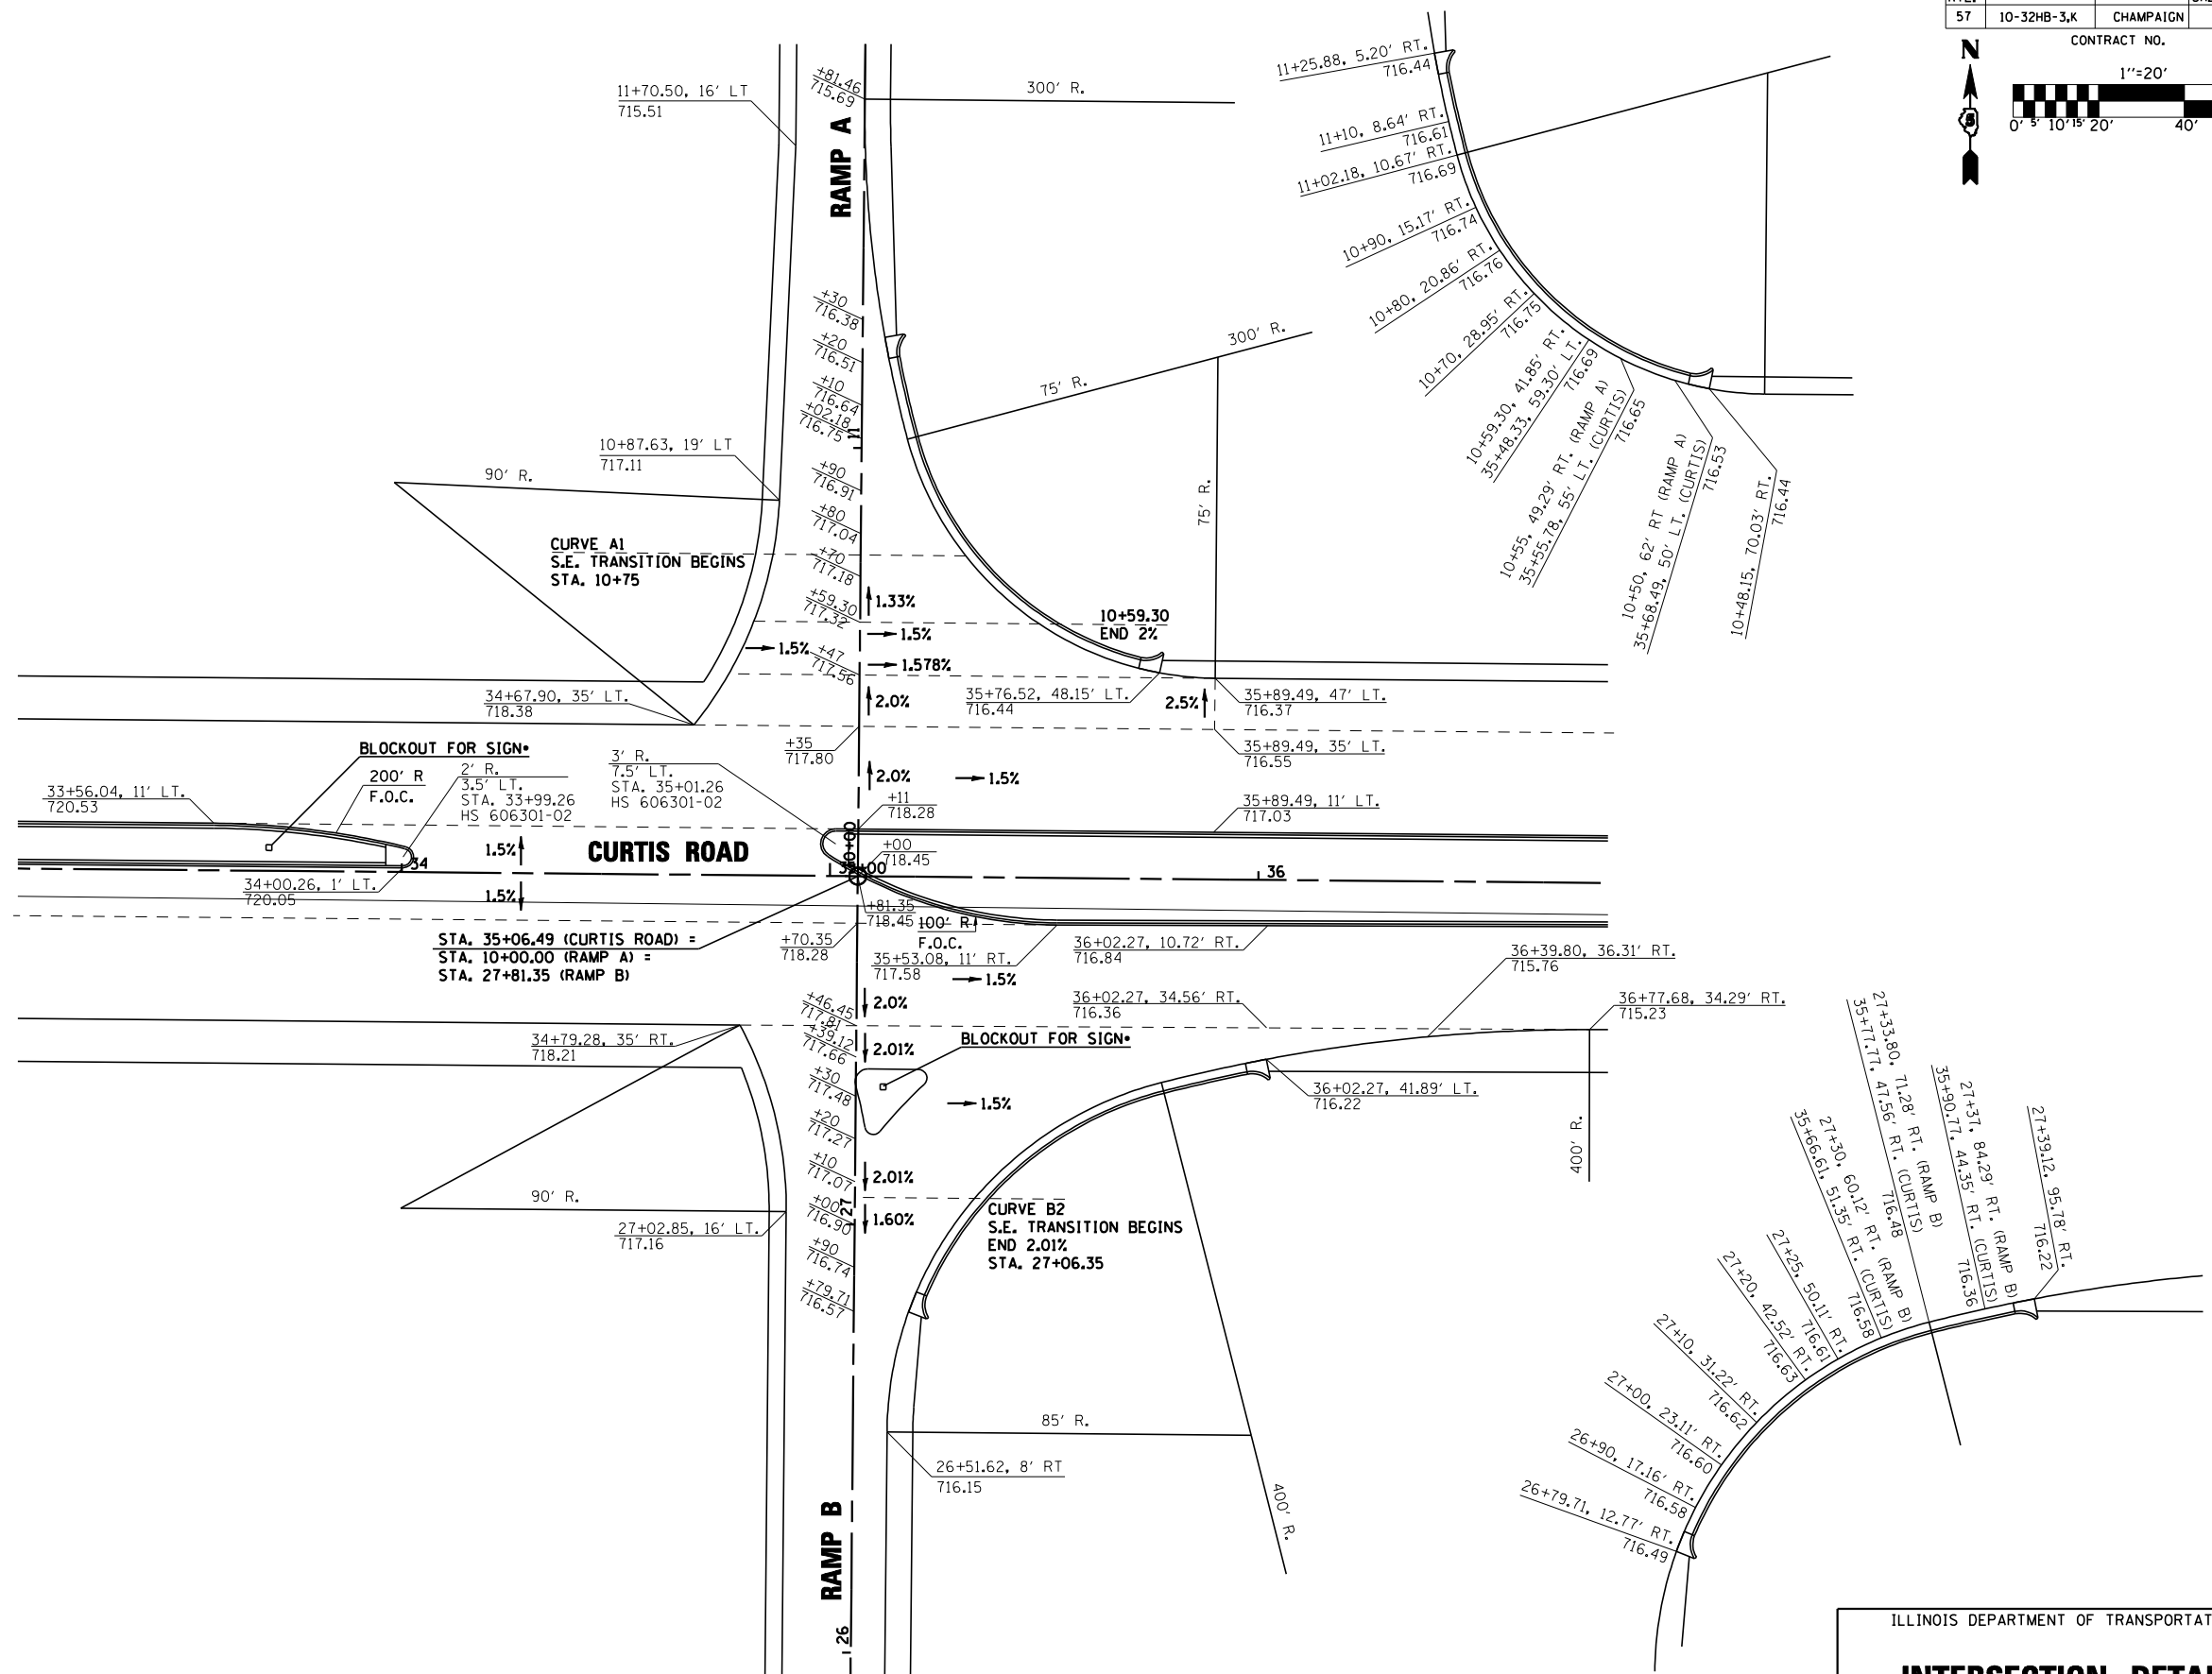 57 10-32HB-3,K CHAMPAIGN
CONTRACT NO.
N
5
1"=20'
0' 5' 10' 15' 20' 40'
11+70.50, 16' LT
715.51
+81.46
715.69
RAMP A
300' R.
11+25.88, 5.20' RT.
716.44
11+10, 8.64' RT.
716.61
11+02.18, 10.67' RT.
716.69
10+90, 15.17' RT.
716.74
10+80, 20.86' RT.
716.76
10+70, 28.95' RT.
716.75
10+59.30, 41.85' RT.
35+48.33, 59.30' LT.
716.69
10+55, 49.29' RT. (RAMP A)
35+55.78, 55' LT. (CURTIS)
716.65
10+50, 62' RT (RAMP A)
35+68.49, 50' LT. (CURTIS)
716.53
10+48.15, 70.03' RT.
716.44
+30
716.38
+20
716.51
+10
716.64
+02.18
716.75
11
300' R.
75' R.
75' R.
10+87.63, 19' LT
717.11
90' R.
+90
716.91
+80
717.04
+70
717.18
+59.30
717.32
CURVE A1
S.E. TRANSITION BEGINS
STA. 10+75
1.33%
1.5%
10+59.30
END 2%
1.5%
+47
717.56
1.578%
34+67.90, 35' LT.
718.38
2.0%
35+76.52, 48.15' LT.
716.44
2.5%
35+89.49, 47' LT.
716.37
+35
717.80
35+89.49, 35' LT.
716.55
BLOCKOUT FOR SIGN*
200' R
F.O.C.
2' R.
3.5' LT.
STA. 33+99.26
HS 606301-02
3' R.
7.5' LT.
STA. 35+01.26
HS 606301-02
33+56.04, 11' LT.
720.53
2.0%
1.5%
+11
718.28
35+89.49, 11' LT.
717.03
1.5%
CURTIS ROAD
+00
718.45
34
36
34+00.26, 1' LT.
720.05
1.5%
+81.35
718.45
STA. 35+06.49 (CURTIS ROAD) =
STA. 10+00.00 (RAMP A) =
STA. 27+81.35 (RAMP B)
+70.35
718.28
100' R
F.O.C.
35+53.08, 11' RT.
717.58
1.5%
36+02.27, 10.72' RT.
716.84
36+39.80, 36.31' RT.
715.76
2.0%
36+02.27, 34.56' RT.
716.36
36+77.68, 34.29' RT.
715.23
+46.45
717.81
+39.12
717.66
34+79.28, 35' RT.
718.21
2.01%
BLOCKOUT FOR SIGN*
+30
717.48
1.5%
36+02.27, 41.89' LT.
716.22
+20
717.27
+10
717.07
2.01%
400' R.
90' R.
27+02.85, 16' LT.
717.16
+00
716.90
27
1.60%
CURVE B2
S.E. TRANSITION BEGINS
END 2.01%
STA. 27+06.35
+90
716.74
+79.71
716.57
85' R.
26+51.62, 8' RT
716.15
400' R.
RAMP B
26
27+39.12, 95.78' RT.
716.22
27+37, 84.29' RT. (RAMP B)
35+90.77, 44.35' RT. (CURTIS)
716.36
27+33.80, 71.28' RT. (RAMP B)
35+77.77, 47.56' RT. (CURTIS)
716.48
27+30, 60.12' RT. (RAMP B)
35+66.61, 51.35' RT. (CURTIS)
716.58
27+25, 50.11' RT.
716.61
27+20, 42.52' RT.
716.63
27+10, 31.22' RT.
716.62
27+00, 23.11' RT.
716.60
26+90, 17.16' RT.
716.58
26+79.71, 12.77' RT.
716.49
ILLINOIS DEPARTMENT OF TRANSPORTAT